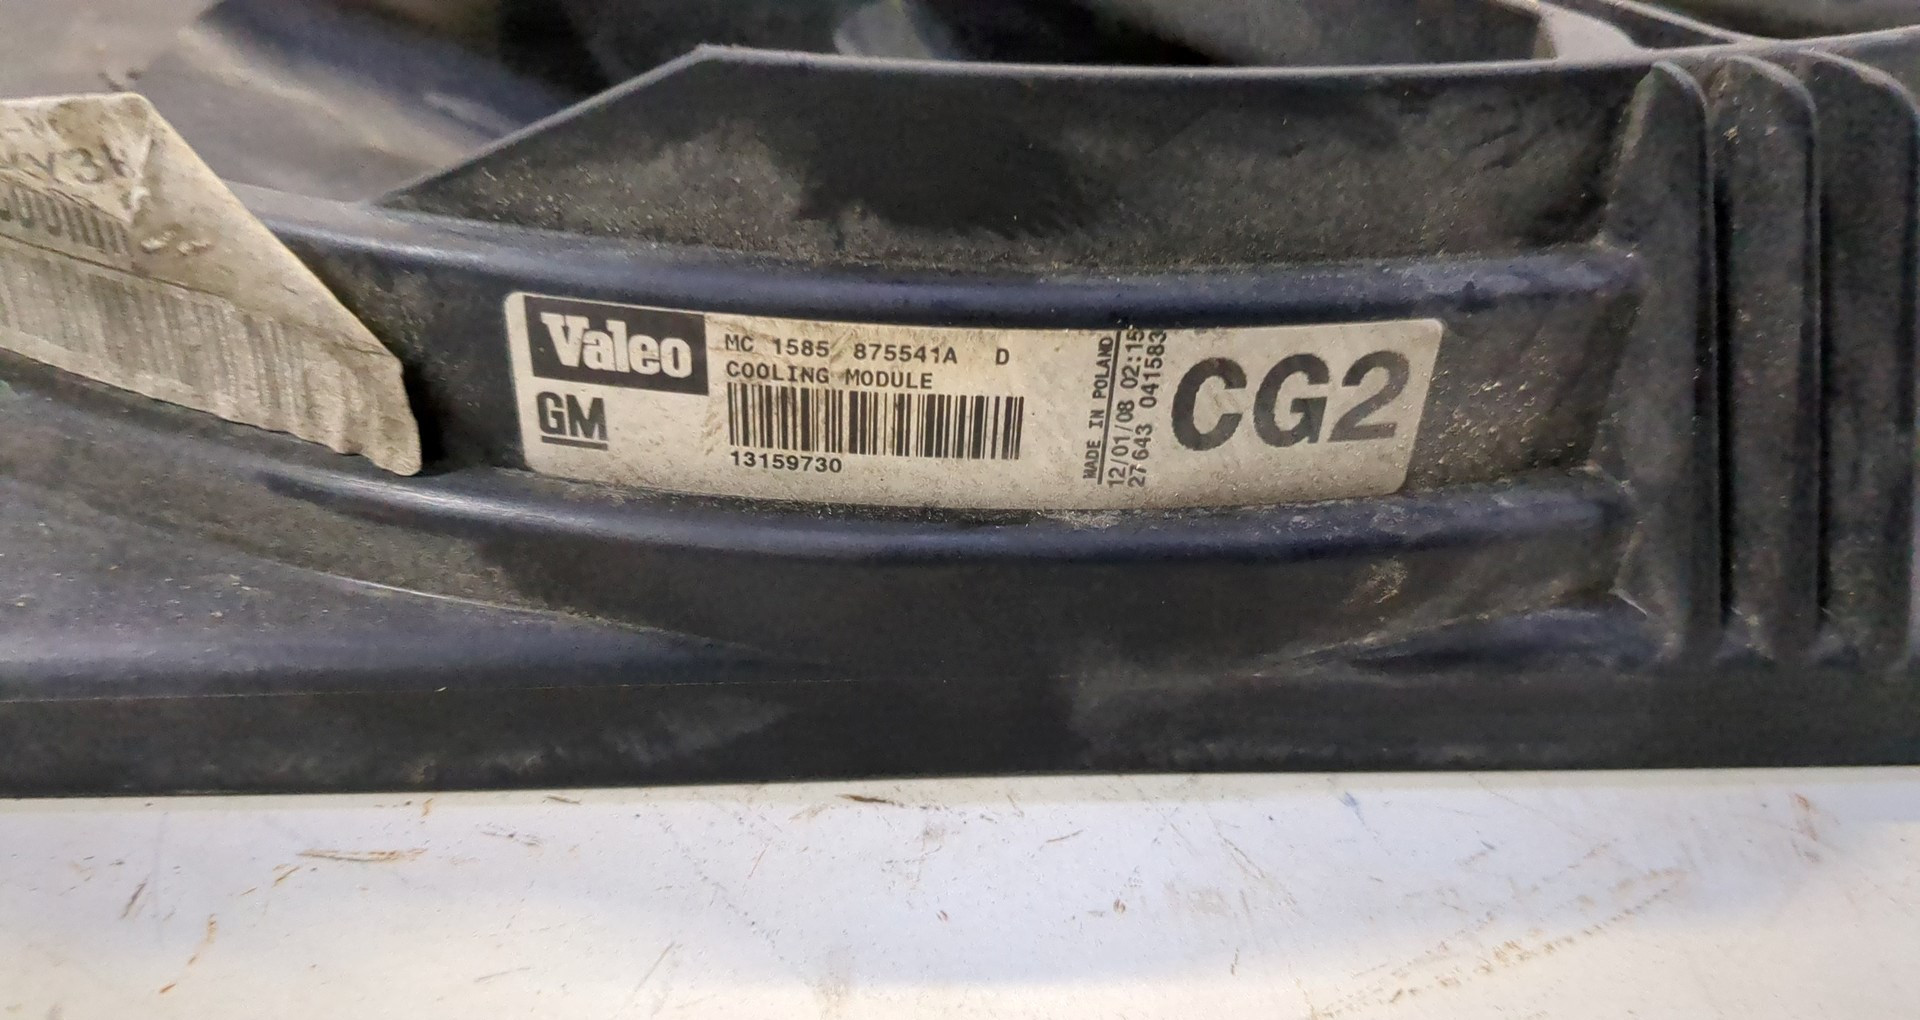 Valeo
GM
MC 1585 875541A D
COOLING MODULE
13159730
MADE IN POLAND
12/01/08 02:15
27643 041583
CG2